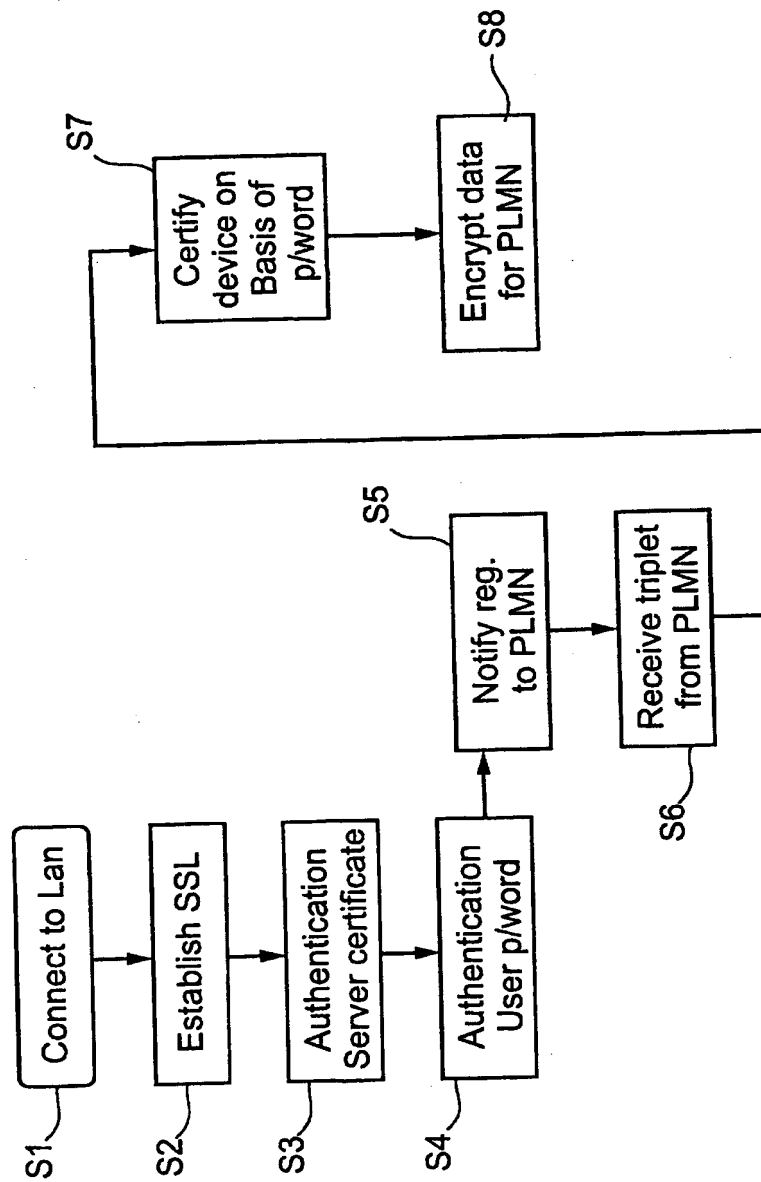 S1
Connect to Lan
S2
Establish SSL
S3
Authentication
Server certificate
S4
Authentication
User p/word
S5
Notify reg.
to PLMN
S6
Receive triplet
from PLMN
S7
Certify
device on
Basis of
p/word
S8
Encrypt data
for PLMN